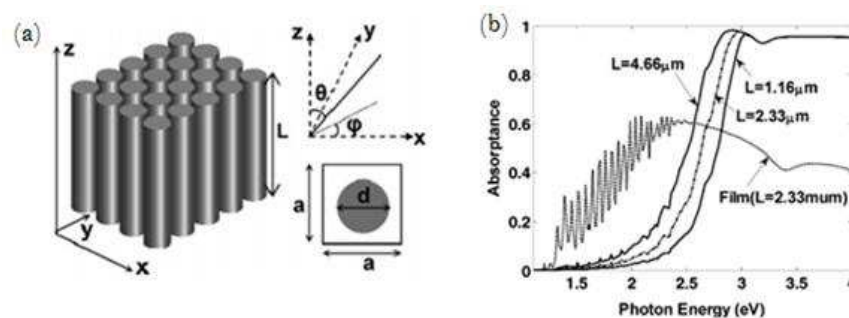 (a)
z
L
y
x
z
y
θ
φ
x
a
d
a
(b)
Absorptance
1
0.8
0.6
0.4
0.2
0
L=4.66μm
L=1.16μm
L=2.33μm
Film(L=2.33mum)
1.5 2 2.5 3 3.5 4
Photon Energy (eV)